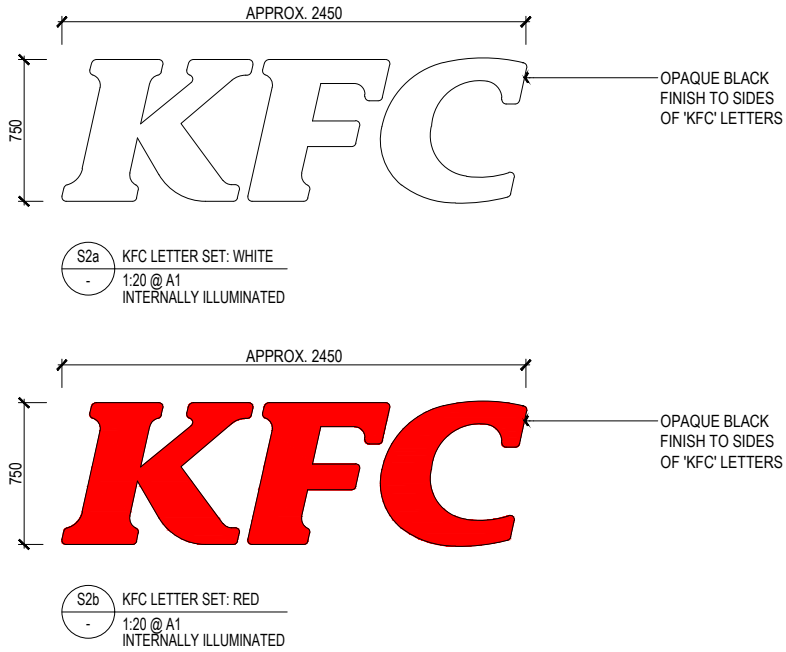 APPROX. 2450
750
KFC
OPAQUE BLACK
FINISH TO SIDES
OF 'KFC' LETTERS
S2a
-
KFC LETTER SET: WHITE
1:20 @ A1
INTERNALLY ILLUMINATED
APPROX. 2450
750
KFC
OPAQUE BLACK
FINISH TO SIDES
OF 'KFC' LETTERS
S2b
-
KFC LETTER SET: RED
1:20 @ A1
INTERNALLY ILLUMINATED